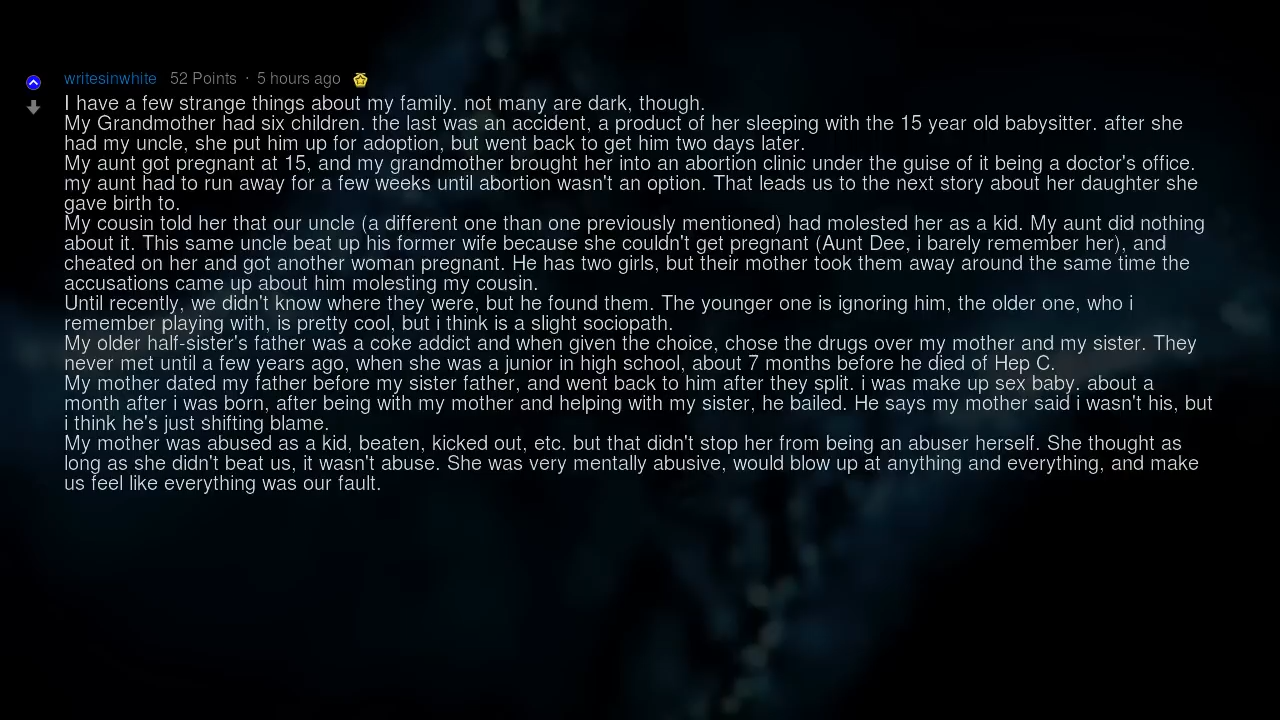 writesinwhite 52 Points · 5 hours ago
I have a few strange things about my family. not many are dark, though.
My Grandmother had six children. the last was an accident, a product of her sleeping with the 15 year old babysitter. after she
had my uncle, she put him up for adoption, but went back to get him two days later.
My aunt got pregnant at 15, and my grandmother brought her into an abortion clinic under the guise of it being a doctor's office.
my aunt had to run away for a few weeks until abortion wasn't an option. That leads us to the next story about her daughter she
gave birth to.
My cousin told her that our uncle (a different one than one previously mentioned) had molested her as a kid. My aunt did nothing
about it. This same uncle beat up his former wife because she couldn't get pregnant (Aunt Dee, i barely remember her), and
cheated on her and got another woman pregnant. He has two girls, but their mother took them away around the same time the
accusations came up about him molesting my cousin.
Until recently, we didn't know where they were, but he found them. The younger one is ignoring him, the older one, who i
remember playing with, is pretty cool, but i think is a slight sociopath.
My older half-sister's father was a coke addict and when given the choice, chose the drugs over my mother and my sister. They
never met until a few years ago, when she was a junior in high school, about 7 months before he died of Hep C.
My mother dated my father before my sister father, and went back to him after they split. i was make up sex baby. about a
month after i was born, after being with my mother and helping with my sister, he bailed. He says my mother said i wasn't his, but
i think he's just shifting blame.
My mother was abused as a kid, beaten, kicked out, etc. but that didn't stop her from being an abuser herself. She thought as
long as she didn't beat us, it wasn't abuse. She was very mentally abusive, would blow up at anything and everything, and make
us feel like everything was our fault.